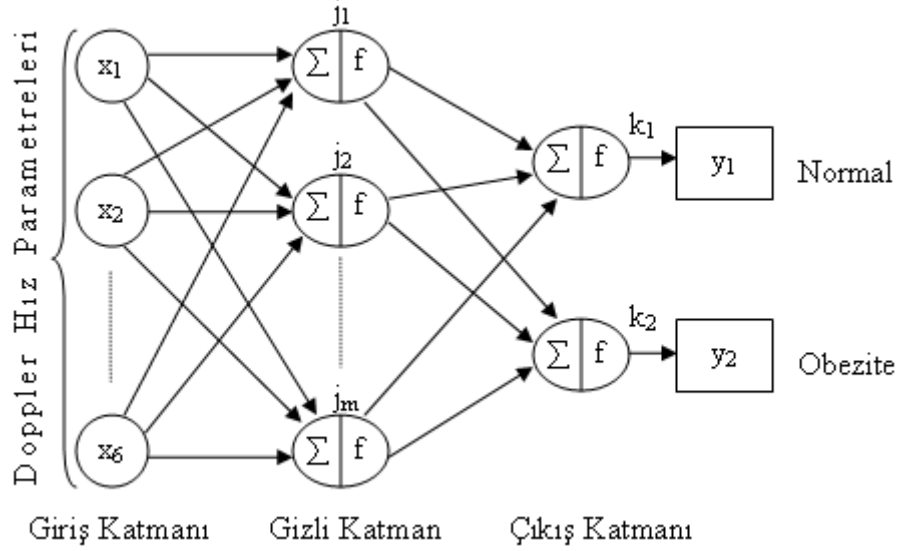 Doppler Hız Parametreleri
x1
x2
x6
j1
Σ f
j2
Σ f
jm
Σ f
k1
Σ f
y1
Normal
k2
Σ f
y2
Obezite
Giriş Katmanı
Gizli Katman
Çıkış Katmanı